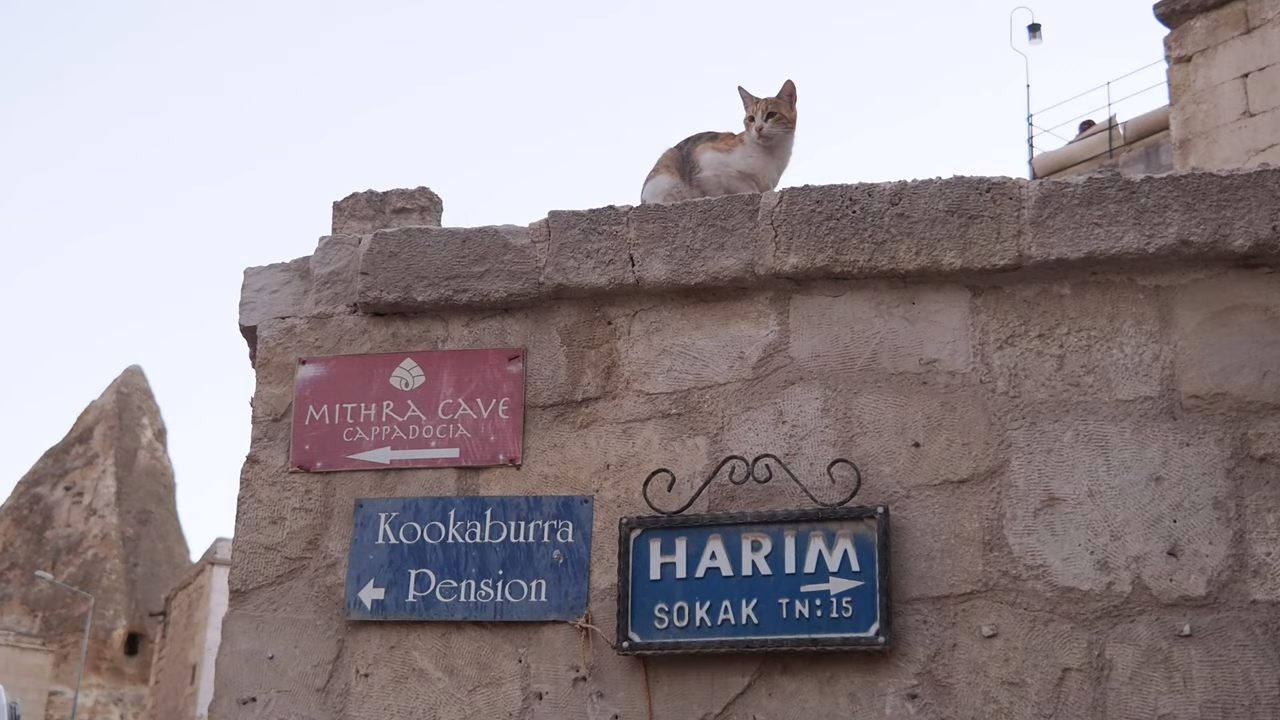 MITHRA CAVE
CAPPADOCIA
Kookaburra
Pension
HARIM
SOKAK TN:15